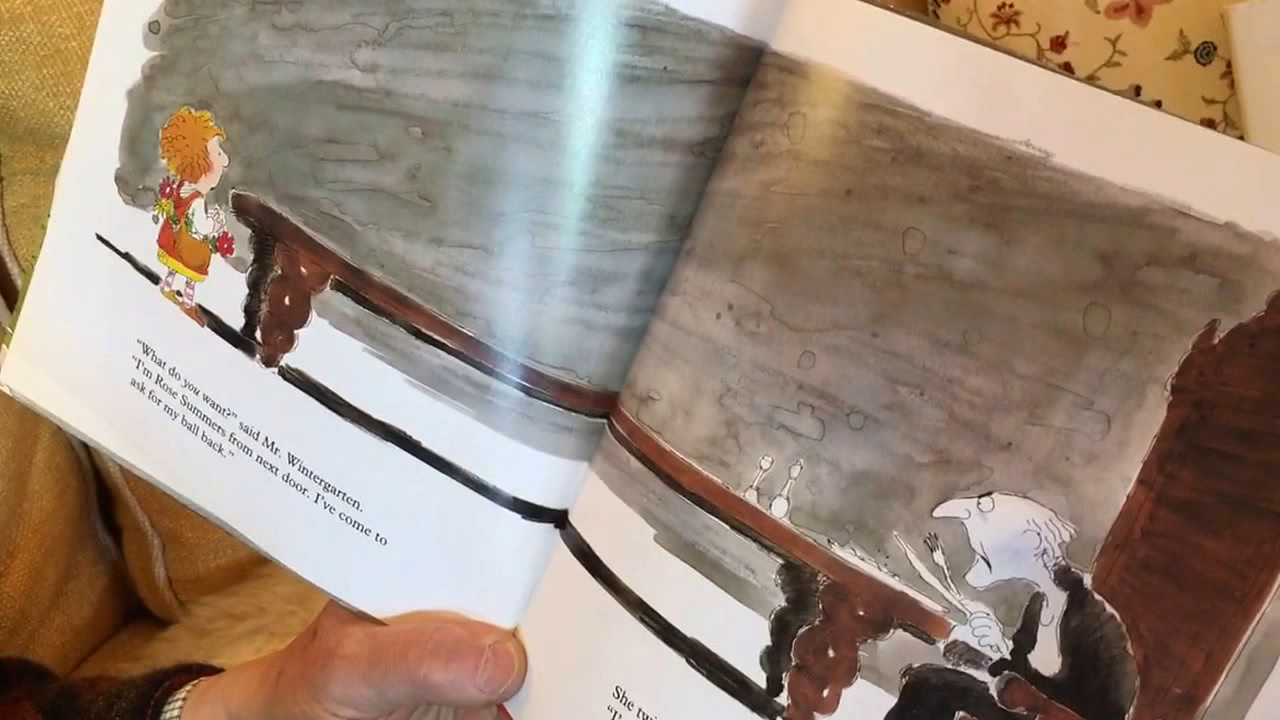 "What do you want?" said Mr. Wintergarten.
"I'm Rose Summers from next door. I've come to
ask for my ball back."
She